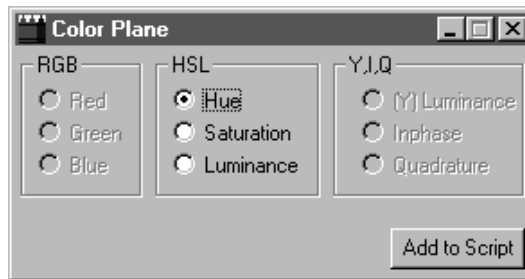 Color Plane
RGB
Red
Green
Blue
HSL
Hue
Saturation
Luminance
Y,I,Q
(Y) Luminance
Inphase
Quadrature
Add to Script